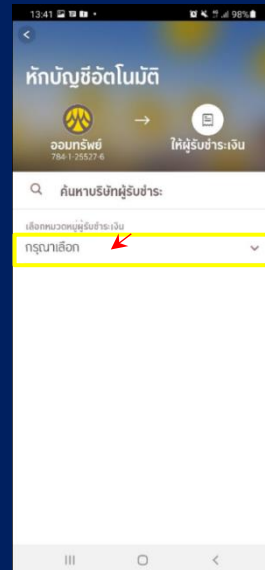 13:41
98%
หักบัญชีอัตโนมัติ
ออมทรัพย์
784-1-25527-6
ให้ผู้รับชำระเงิน
ค้นหาบริษัทผู้รับชำระ
เลือกหมวดหมู่ผู้รับชำระเงิน
กรุณาเลือก